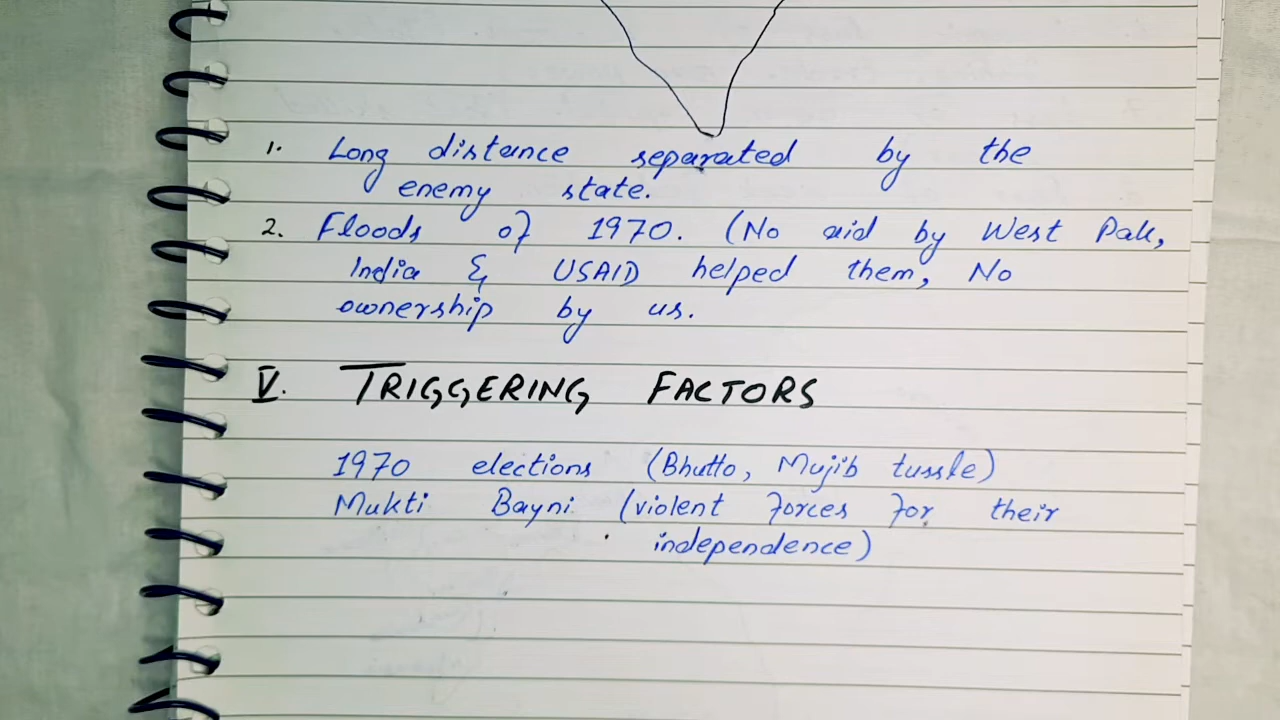 1. Long distance separated by the
enemy state.
2. Floods of 1970. (No aid by West Pak,
India & USAID helped them, No
ownership by us.
V. TRIGGERING FACTORS
1970 elections (Bhutto, Mujib tussle)
Mukti Bayni (violent forces for their
independence)